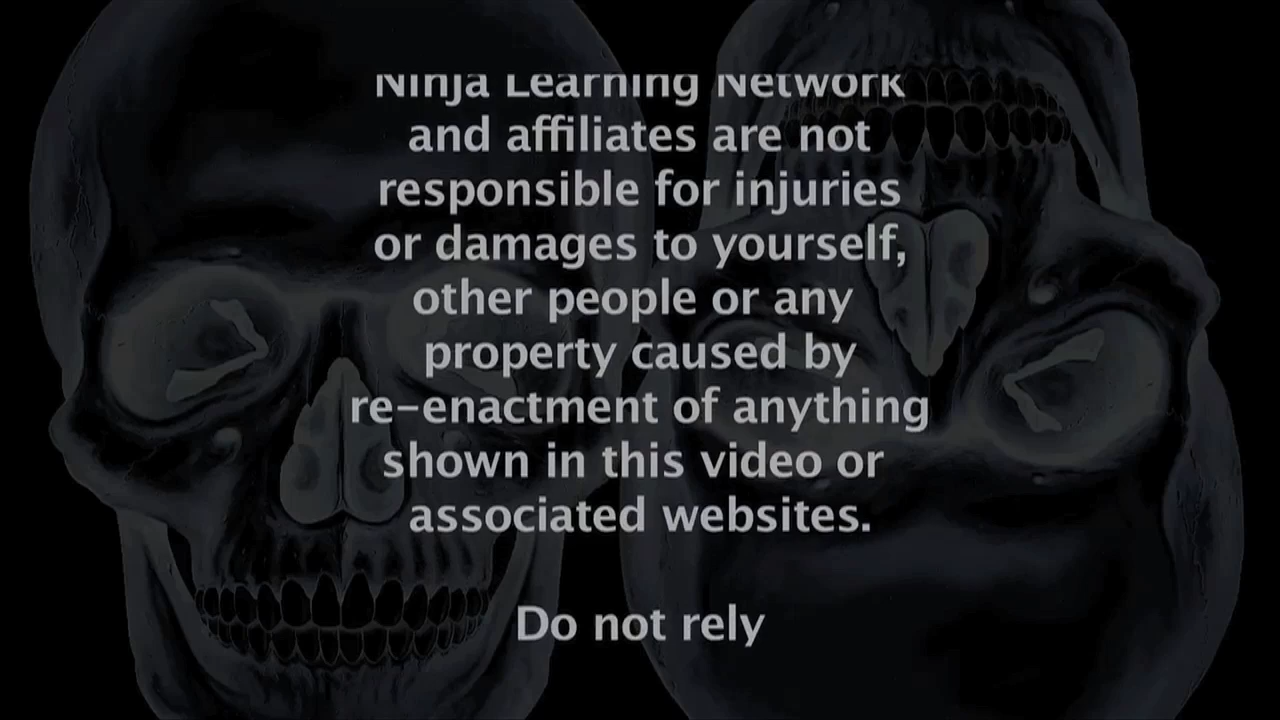 Ninja Learning Network
and affiliates are not
responsible for injuries
or damages to yourself,
other people or any
property caused by
re-enactment of anything
shown in this video or
associated websites.
Do not rely